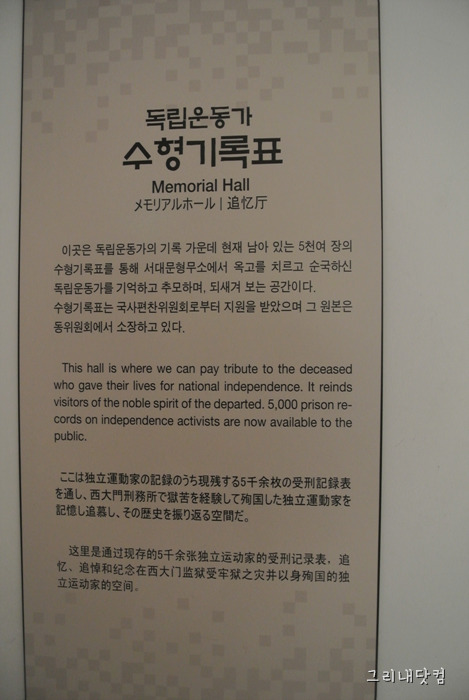 독립운동가
수형기록표
Memorial Hall
メモリアルホール | 追忆厅
이곳은 독립운동가의 기록 가운데 현재 남아 있는 5천여 장의
수형기록표를 통해 서대문형무소에서 옥고를 치르고 순국하신
독립운동가를 기억하고 추모하며, 되새겨 보는 공간이다.
수형기록표는 국사편찬위원회로부터 지원을 받았으며 그 원본은
동위원회에서 소장하고 있다.
This hall is where we can pay tribute to the deceased
who gave their lives for national independence. It reinds
visitors of the noble spirit of the departed. 5,000 prison re-
cords on independence activists are now available to the
public.
ここは独立運動家の記録のうち現残する5千余枚の受刑記録表
を通し、西大門刑務所で獄苦を経験して殉国した独立運動家を
記憶し追慕し、その歴史を振り返る空間だ。
这里是通过现存的5千余张独立运动家的受刑记录表，追
忆、追悼和纪念在西大门监狱受牢狱之灾并以身殉国的独
立运动家的空间。
그리내닷컴